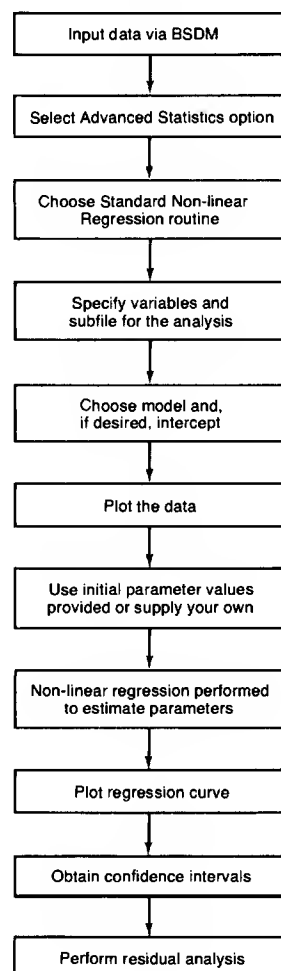 Input data via BSDM
Select Advanced Statistics option
Choose Standard Non-linear
Regression routine
Specify variables and
subfile for the analysis
Choose model and,
if desired, intercept
Plot the data
Use initial parameter values
provided or supply your own
Non-linear regression performed
to estimate parameters
Plot regression curve
Obtain confidence intervals
Perform residual analysis